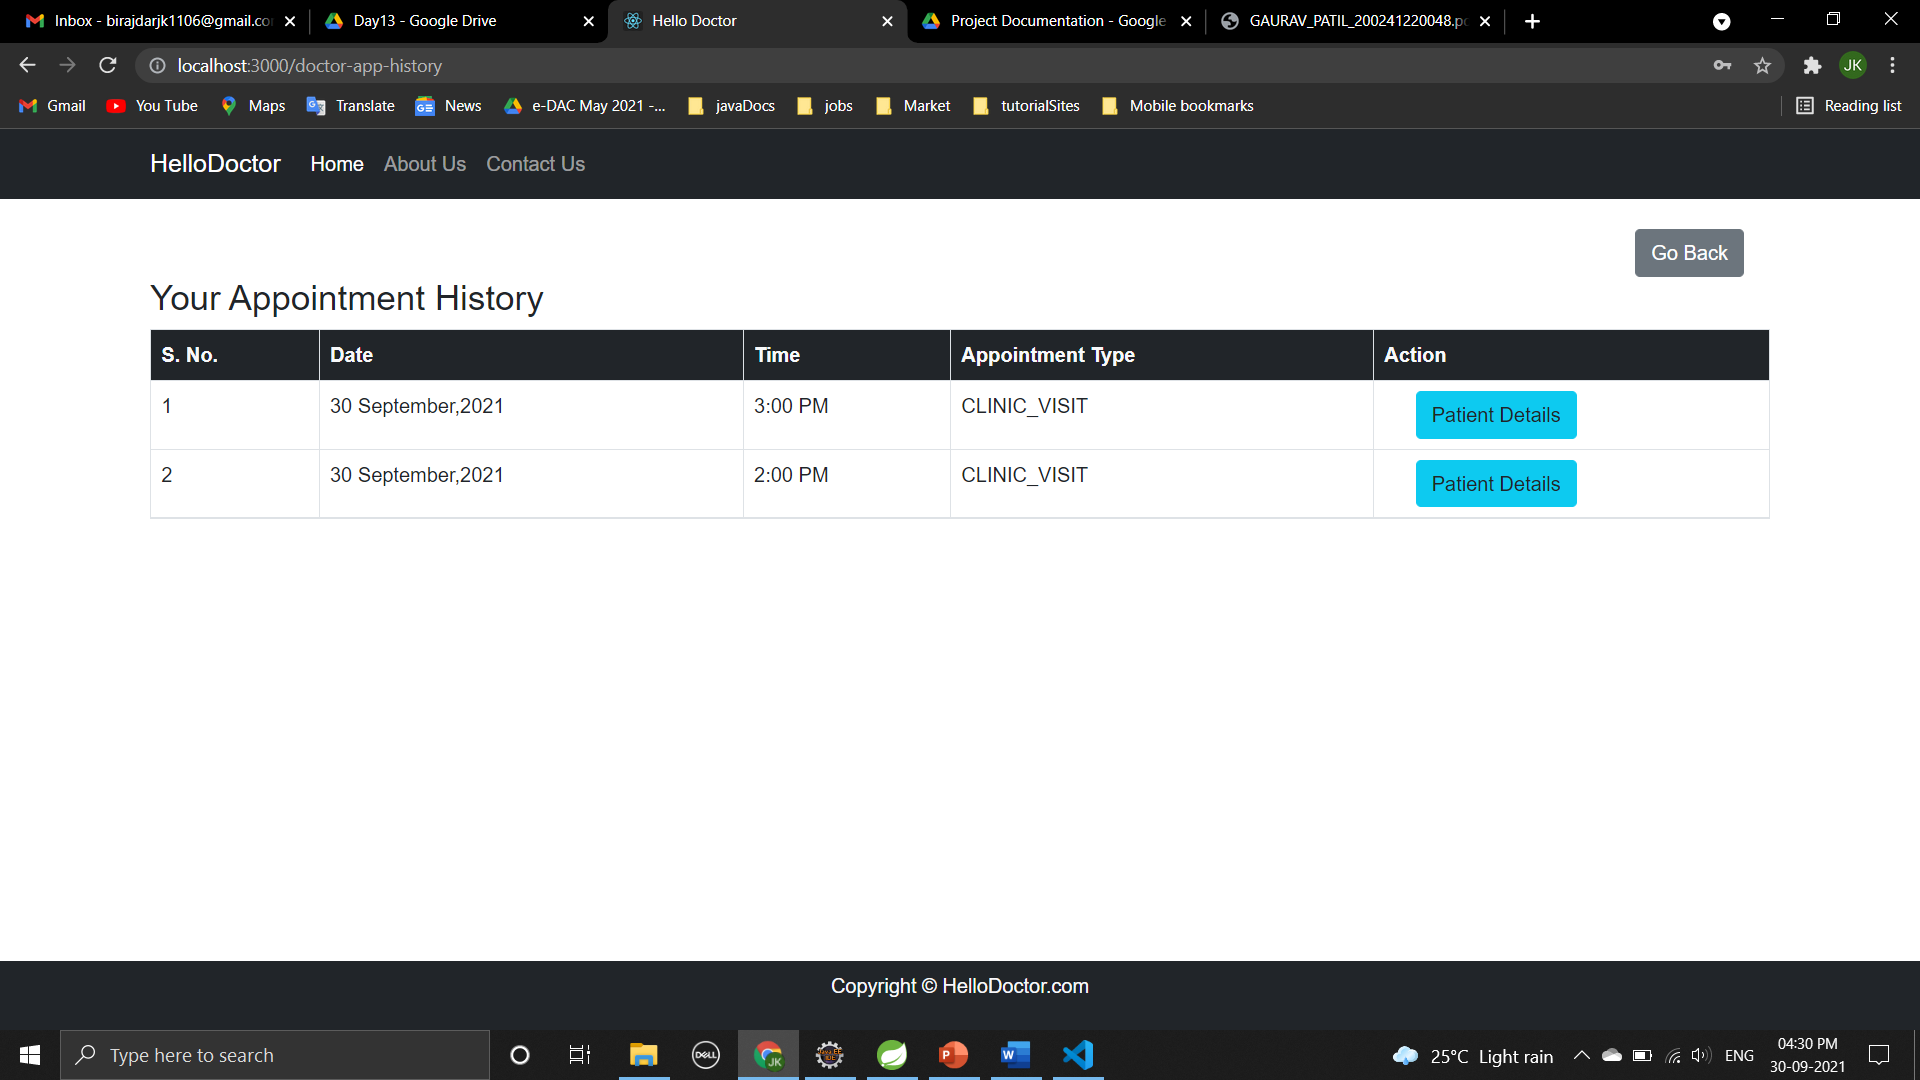 Inbox - birajdarjk1106@gmail.co
Day13 - Google Drive
Hello Doctor
Project Documentation - Google
GAURAV_PATIL_200241220048.p
localhost:3000/doctor-app-history
JK
Gmail
You Tube
Maps
Translate
News
e-DAC May 2021 -...
javaDocs
jobs
Market
tutorialSites
Mobile bookmarks
Reading list
HelloDoctor Home About Us Contact Us
Go Back
Your Appointment History
S. No. Date Time Appointment Type Action
1 30 September,2021 3:00 PM CLINIC_VISIT Patient Details
2 30 September,2021 2:00 PM CLINIC_VISIT Patient Details
Copyright © HelloDoctor.com
Type here to search
DELL
JK
P
W
25°C Light rain
ENG
04:30 PM
30-09-2021